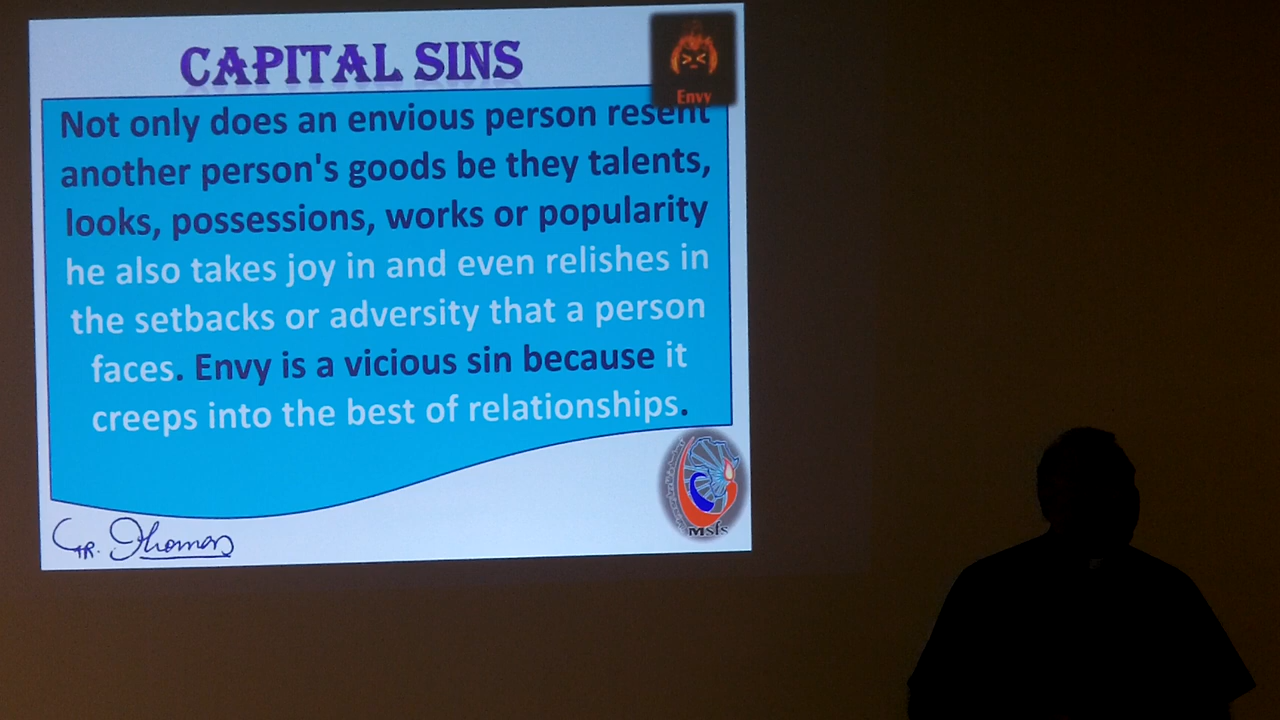 CAPITAL SINS
Envy
Not only does an envious person resent
another person's goods be they talents,
looks, possessions, works or popularity
he also takes joy in and even relishes in
the setbacks or adversity that a person
faces. Envy is a vicious sin because it
creeps into the best of relationships.
Msfs
Thomas